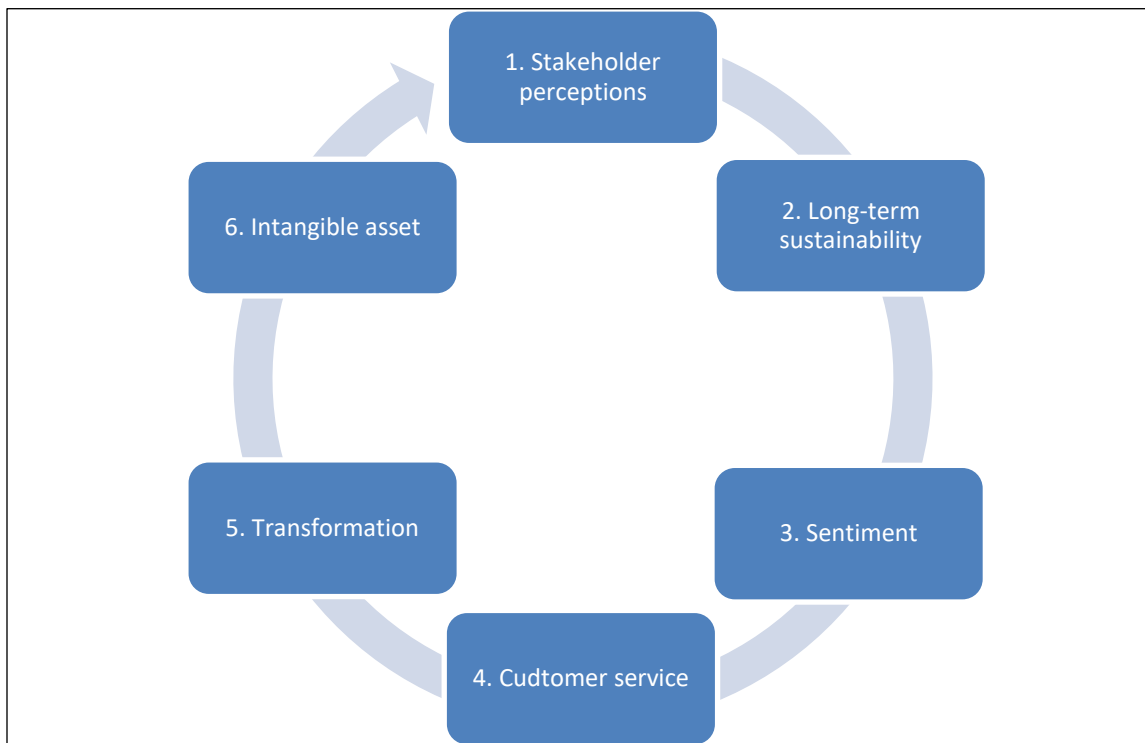 1. Stakeholder
perceptions
2. Long-term
sustainability
3. Sentiment
4. Cudtomer service
5. Transformation
6. Intangible asset